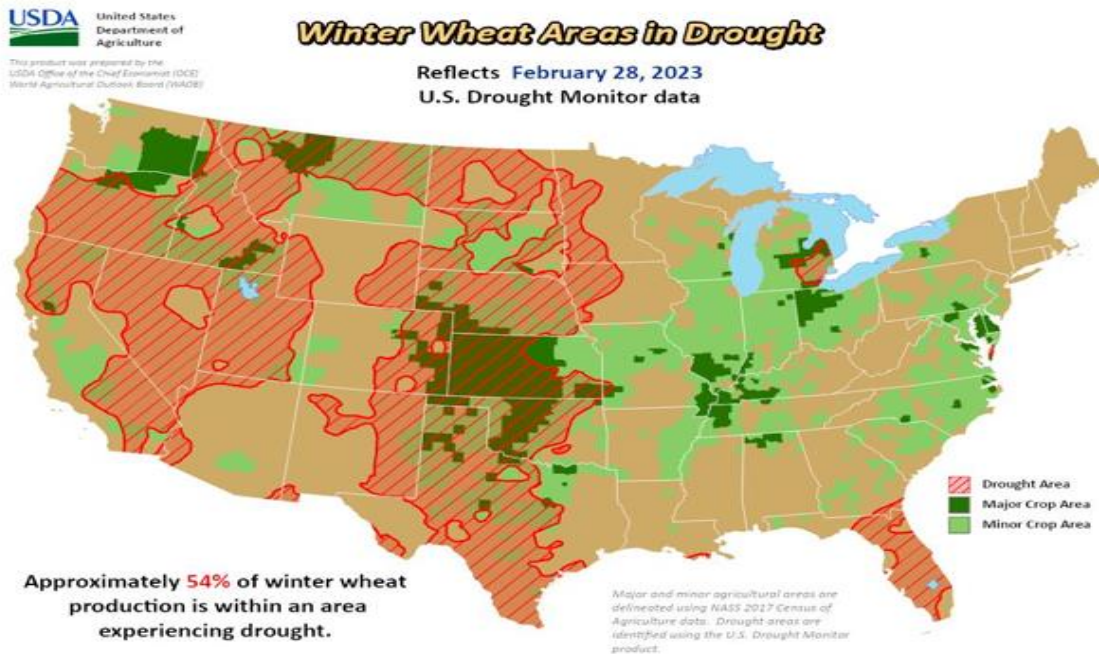 USDA
United States
Department of
Agriculture
This product was prepared by the
USDA Office of the Chief Economist (OCE)
World Agricultural Outlook Board (WAOB)
Winter Wheat Areas in Drought
Reflects February 28, 2023
U.S. Drought Monitor data
Drought Area
Major Crop Area
Minor Crop Area
Approximately 54% of winter wheat
production is within an area
experiencing drought.
Major and minor agricultural areas are
delineated using NASS 2017 Census of
Agriculture data. Drought areas are
identified using the U.S. Drought Monitor
product.